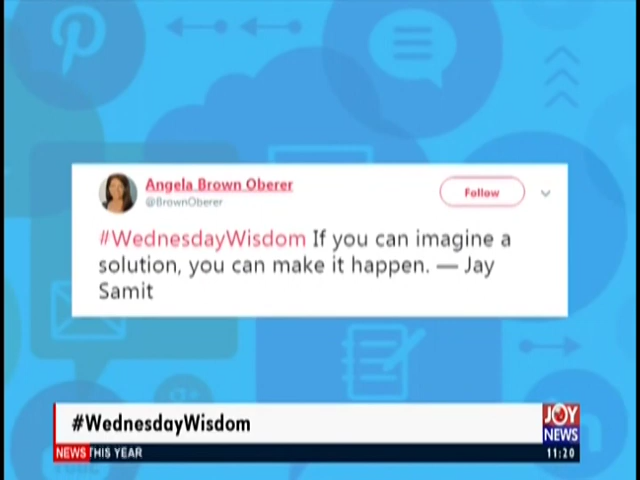 Angela Brown Oberer
@BrownOberer
Follow
#WednesdayWisdom If you can imagine a
solution, you can make it happen. — Jay
Samit
#WednesdayWisdom
JOY
NEWS
NEWS THIS YEAR
11:20